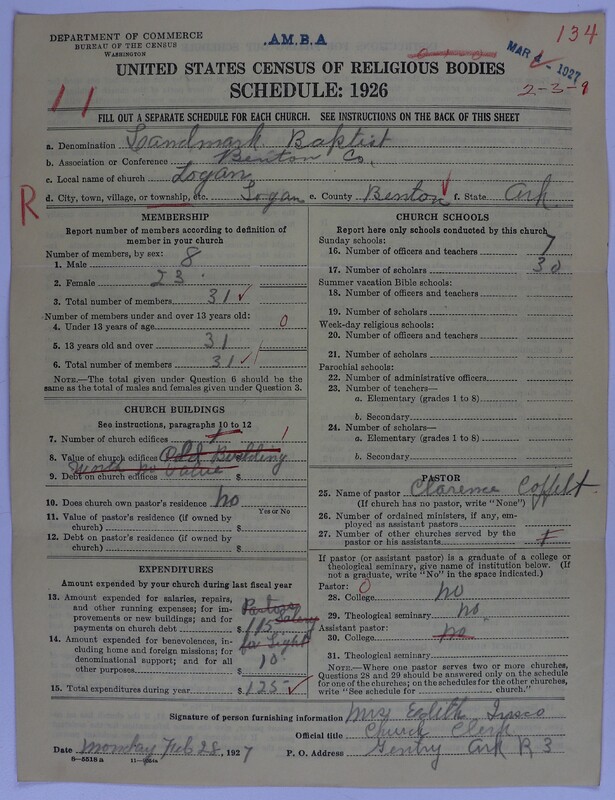 DEPARTMENT OF COMMERCE
BUREAU OF THE CENSUS
WASHINGTON
.A.M.B.A
134
MAR 4 - 1927
2-3-9
UNITED STATES CENSUS OF RELIGIOUS BODIES
SCHEDULE: 1926
11
FILL OUT A SEPARATE SCHEDULE FOR EACH CHURCH. SEE INSTRUCTIONS ON THE BACK OF THIS SHEET
a. Denomination Landmark Baptist
b. Association or Conference Benton Co.
c. Local name of church Logan
R
d. City, town, village, or township, etc. Logan e. County Benton f. State Ark
MEMBERSHIP
Report number of members according to definition of member in your church
Number of members, by sex:
1. Male 8
2. Female 23
3. Total number of members 31 ✓
Number of members under and over 13 years old:
4. Under 13 years of age 0
5. 13 years old and over 31
6. Total number of members 31 ✓
NOTE.—The total given under Question 6 should be the same as the total of males and females given under Question 3.
CHURCH BUILDINGS
See instructions, paragraphs 10 to 12
7. Number of church edifices 1
8. Value of church edifices Old Building
9. Debt on church edifices $ Worth no value
10. Does church own pastor's residence? no
Yes or No
11. Value of pastor's residence (if owned by church) $
12. Debt on pastor's residence (if owned by church) $
EXPENDITURES
Amount expended by your church during last fiscal year
13. Amount expended for salaries, repairs, and other running expenses; for improvements or new buildings; and for payments on church debt $ 115 Pastors Salary
14. Amount expended for benevolences, including home and foreign missions; for denominational support; and for all other purposes for Light 10
15. Total expenditures during year $ 125 ✓
CHURCH SCHOOLS
Report here only schools conducted by this church
Sunday schools:
16. Number of officers and teachers 7
17. Number of scholars 30
Summer vacation Bible schools:
18. Number of officers and teachers
19. Number of scholars
Week-day religious schools:
20. Number of officers and teachers
21. Number of scholars
Parochial schools:
22. Number of administrative officers
23. Number of teachers—
a. Elementary (grades 1 to 8)
b. Secondary
24. Number of scholars—
a. Elementary (grades 1 to 8)
b. Secondary
PASTOR
25. Name of pastor Clarence Coffelt
(If church has no pastor, write "None")
26. Number of ordained ministers, if any, employed as assistant pastors
27. Number of other churches served by the pastor or his assistants
If pastor (or assistant pastor) is a graduate of a college or theological seminary, give name of institution below. (If not a graduate, write "No" in the space indicated.)
Pastor: 0
28. College no
29. Theological seminary no
Assistant pastor:
30. College no
31. Theological seminary
NOTE.—Where one pastor serves two or more churches, Questions 28 and 29 should be answered only on the schedule for one of the churches; on the schedules for the other churches, write "See schedule for church."
Signature of person furnishing information Mrs Edith
Official title Church Clerk
Date Monday Feb 28, 1927 P. O. Address Gentry Ark R 3
8—5518 a